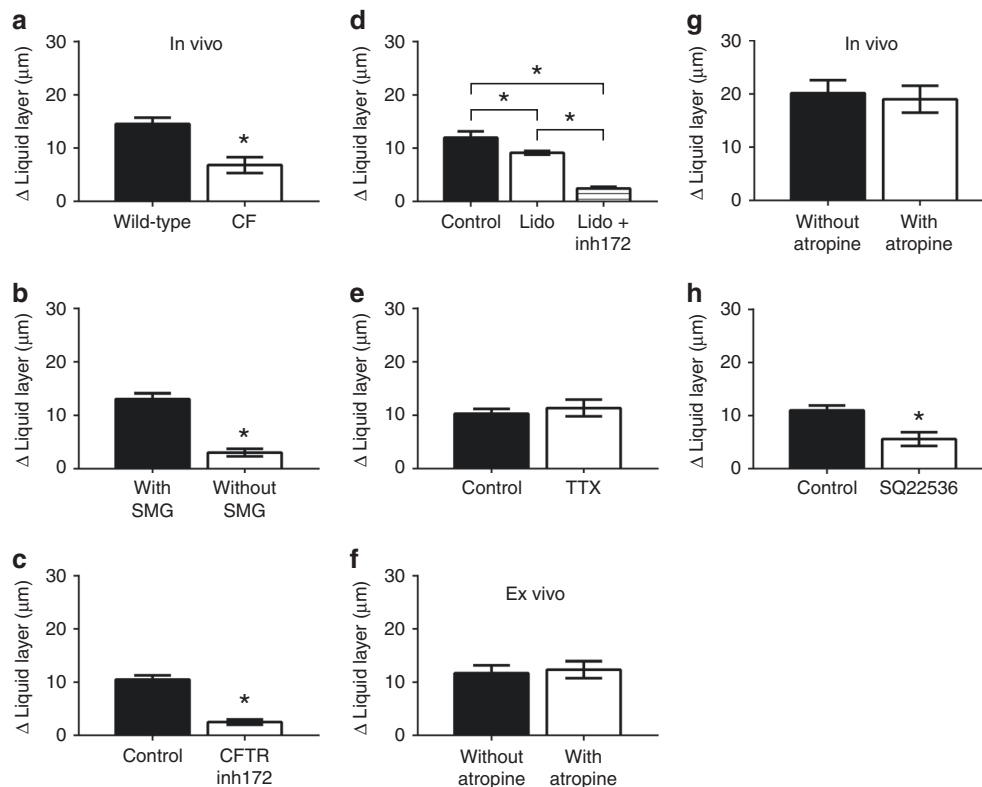 a
In vivo
Δ Liquid layer (μm)
30
20
10
0
*
Wild-type
CF
b
Δ Liquid layer (μm)
30
20
10
0
*
With
SMG
Without
SMG
c
Δ Liquid layer (μm)
30
20
10
0
*
Control
CFTR
inh172
d
Δ Liquid layer (μm)
30
20
10
0
*
*
*
Control
Lido
Lido +
inh172
e
Δ Liquid layer (μm)
30
20
10
0
Control
TTX
f
Ex vivo
Δ Liquid layer (μm)
30
20
10
0
Without
atropine
With
atropine
g
In vivo
Δ Liquid layer (μm)
30
20
10
0
Without
atropine
With
atropine
h
Δ Liquid layer (μm)
30
20
10
0
*
Control
SQ22536